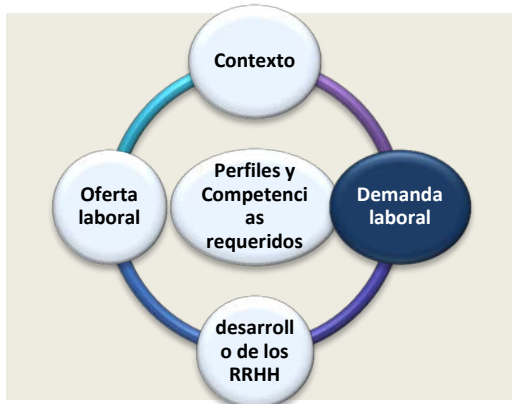 Contexto
Oferta
laboral
Perfiles y
Competenci
as
requeridos
Demanda
laboral
desarroll
o de los
RRHH